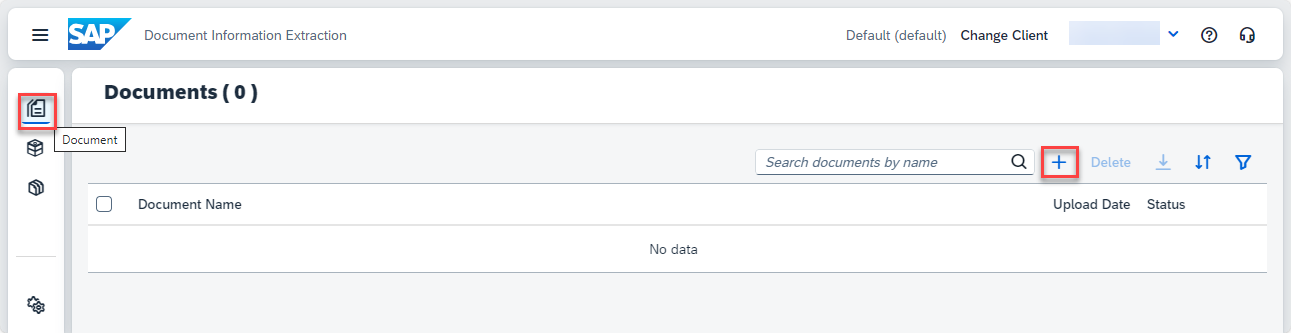 SAP Document Information Extraction Default (default) Change Client
Documents ( 0 )
Document
Search documents by name Delete
Document Name Upload Date Status
No data